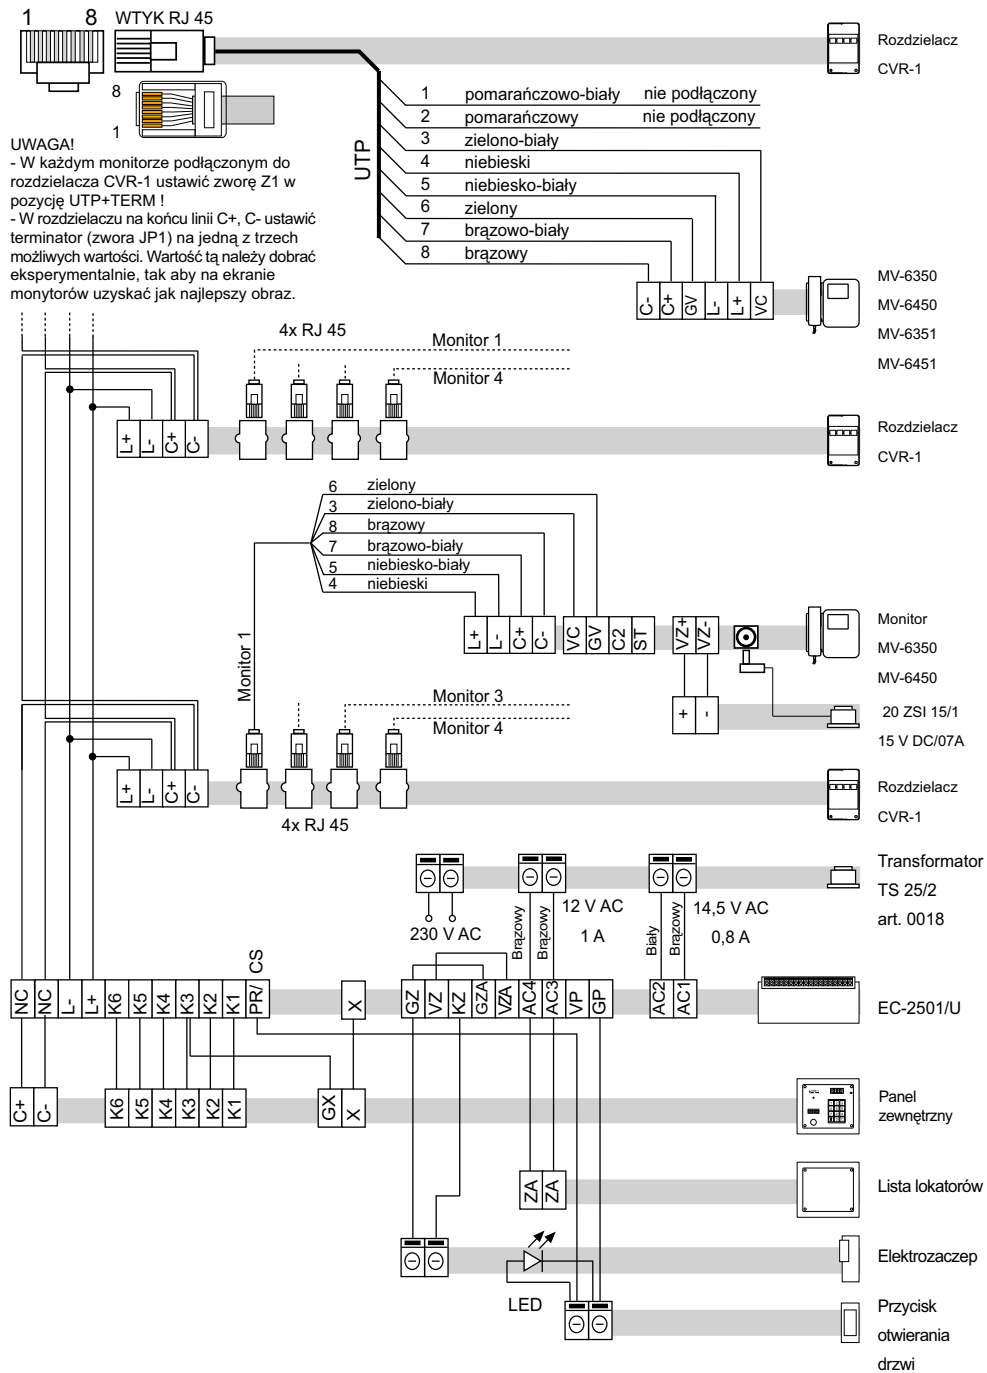 1 8 WTYK RJ 45
Rozdzielacz
CVR-1
8
1
UTP
1 pomarańczowo-biały nie podłączony
2 pomarańczowy nie podłączony
3 zielono-biały
4 niebieski
5 niebiesko-biały
6 zielony
7 brązowo-biały
8 brązowy
UWAGA!
- W każdym monitorze podłączonym do
rozdzielacza CVR-1 ustawić zworę Z1 w
pozycję UTP+TERM !
- W rozdzielaczu na końcu linii C+, C- ustawić
terminator (zwora JP1) na jedną z trzech
możliwych wartości. Wartość tą należy dobrać
eksperymentalnie, tak aby na ekranie
monytorów uzyskać jak najlepszy obraz.
C- C+ GV L- L+ VC
MV-6350
MV-6450
MV-6351
MV-6451
4x RJ 45
Monitor 1
Monitor 4
L+ L- C+ C-
Rozdzielacz
CVR-1
6 zielony
3 zielono-biały
8 brązowy
7 brązowo-biały
5 niebiesko-biały
4 niebieski
Monitor 1
L+ L- C+ C- VC GV C2 ST VZ+ VZ-
Monitor
MV-6350
MV-6450
+ -
20 ZSI 15/1
15 V DC/07A
Monitor 3
Monitor 4
L+ L- C+ C-
4x RJ 45
Rozdzielacz
CVR-1
Transformator
TS 25/2
art. 0018
230 V AC
Brązowy Brązowy
12 V AC
1 A
Biały Brązowy
14,5 V AC
0,8 A
NC NC L- L+ K6 K5 K4 K3 K2 K1 PR/ CS X GZ VZ KZ GZA VZA AC4 AC3 VP GP AC2 AC1
EC-2501/U
C+ C- K6 K5 K4 K3 K2 K1 GX X
Panel
zewnętrzny
ZA ZA
Lista lokatorów
Elektrozaczep
LED
Przycisk
otwierania
drzwi